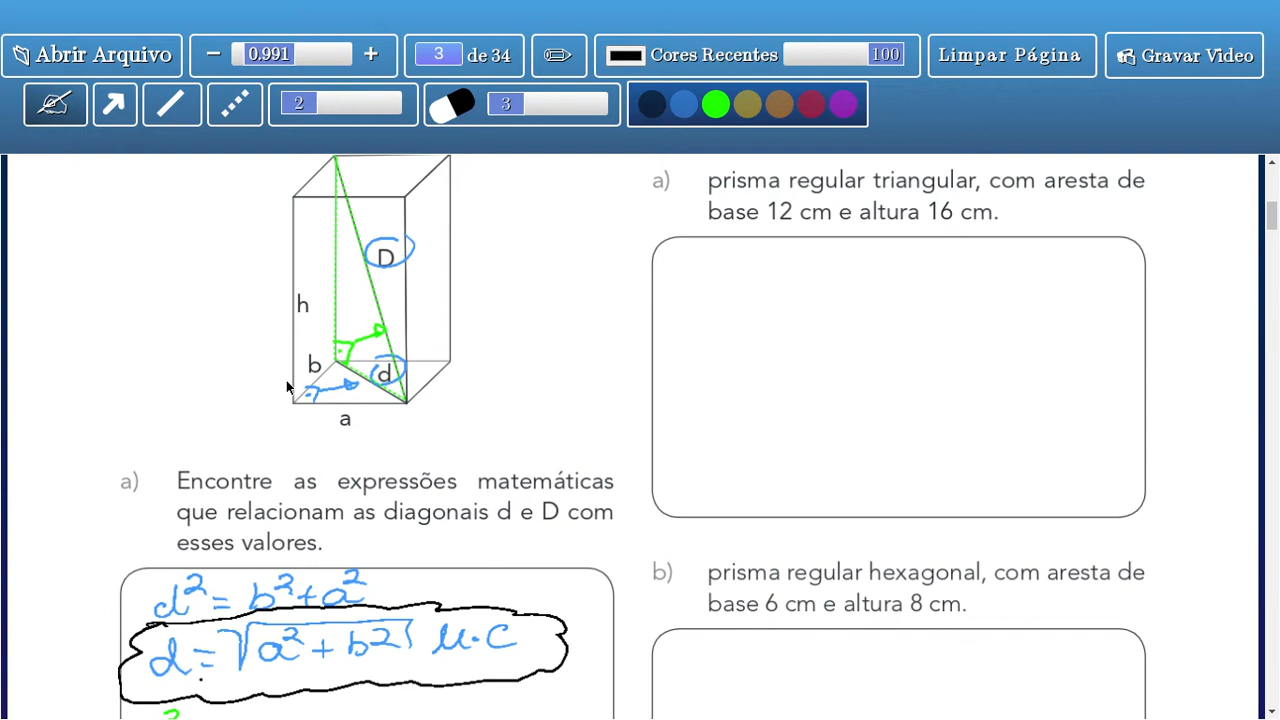 Abrir Arquivo − 0.991 + 3 de 34 Cores Recentes 100 Limpar Página Gravar Video
2 3
D
h
b
d
a
a) Encontre as expressões matemáticas
que relacionam as diagonais d e D com
esses valores.
d² = b² + a²
d = √a² + b² u.c
a) prisma regular triangular, com aresta de
base 12 cm e altura 16 cm.
b) prisma regular hexagonal, com aresta de
base 6 cm e altura 8 cm.